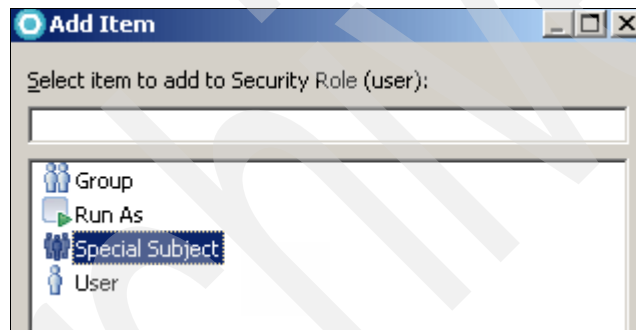 Add Item
Select item to add to Security Role (user):
Group
Run As
Special Subject
User